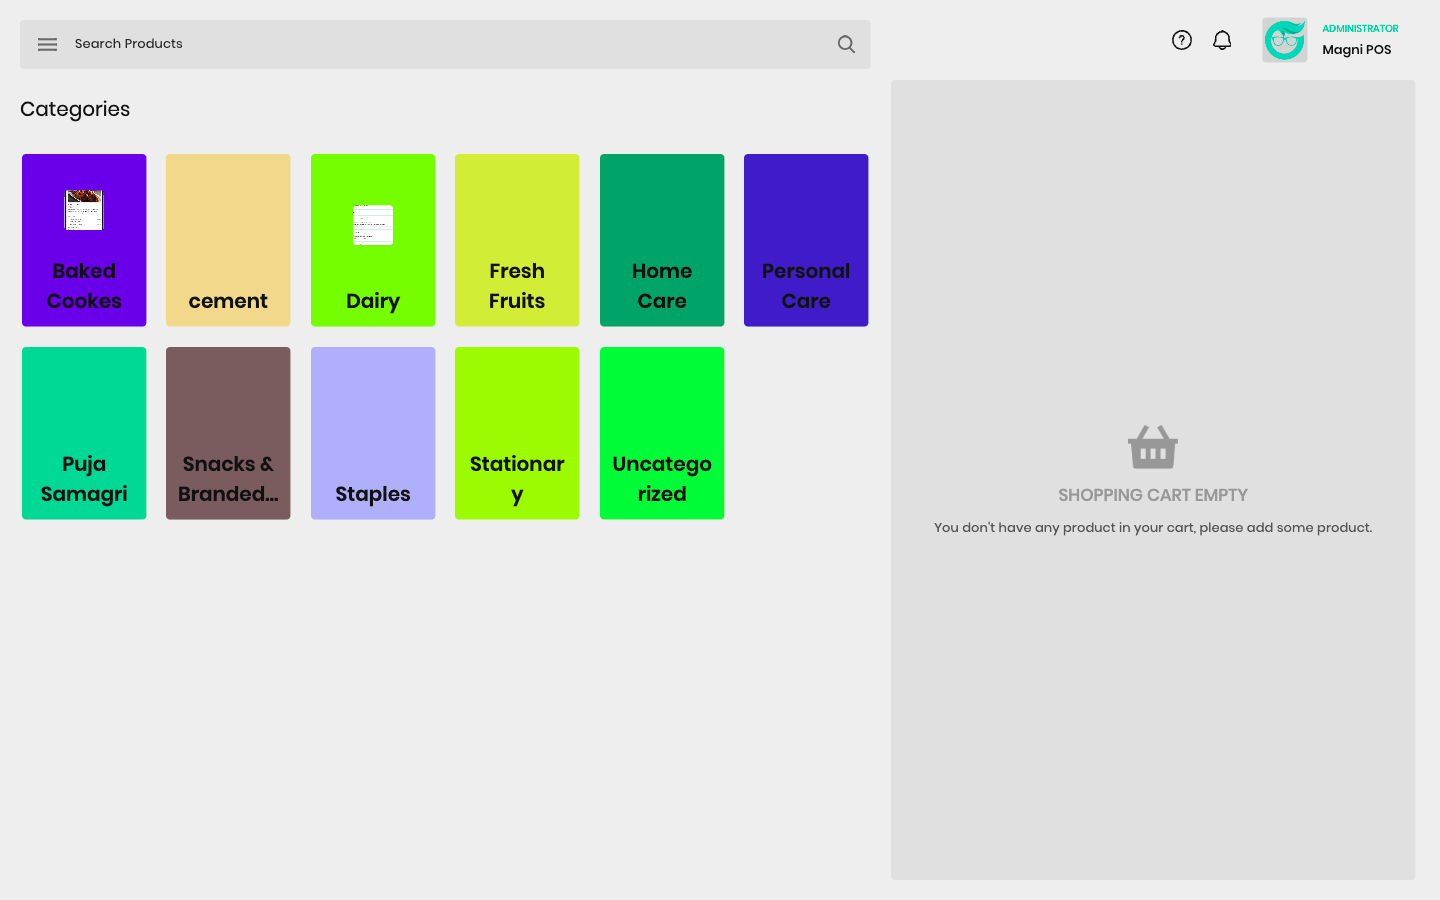 Search Products
ADMINISTRATOR
Magni POS
Categories
Baked
Cookes
cement
Dairy
Fresh
Fruits
Home
Care
Personal
Care
Puja
Samagri
Snacks &
Branded...
Staples
Stationar
y
Uncatego
rized
SHOPPING CART EMPTY
You don't have any product in your cart, please add some product.